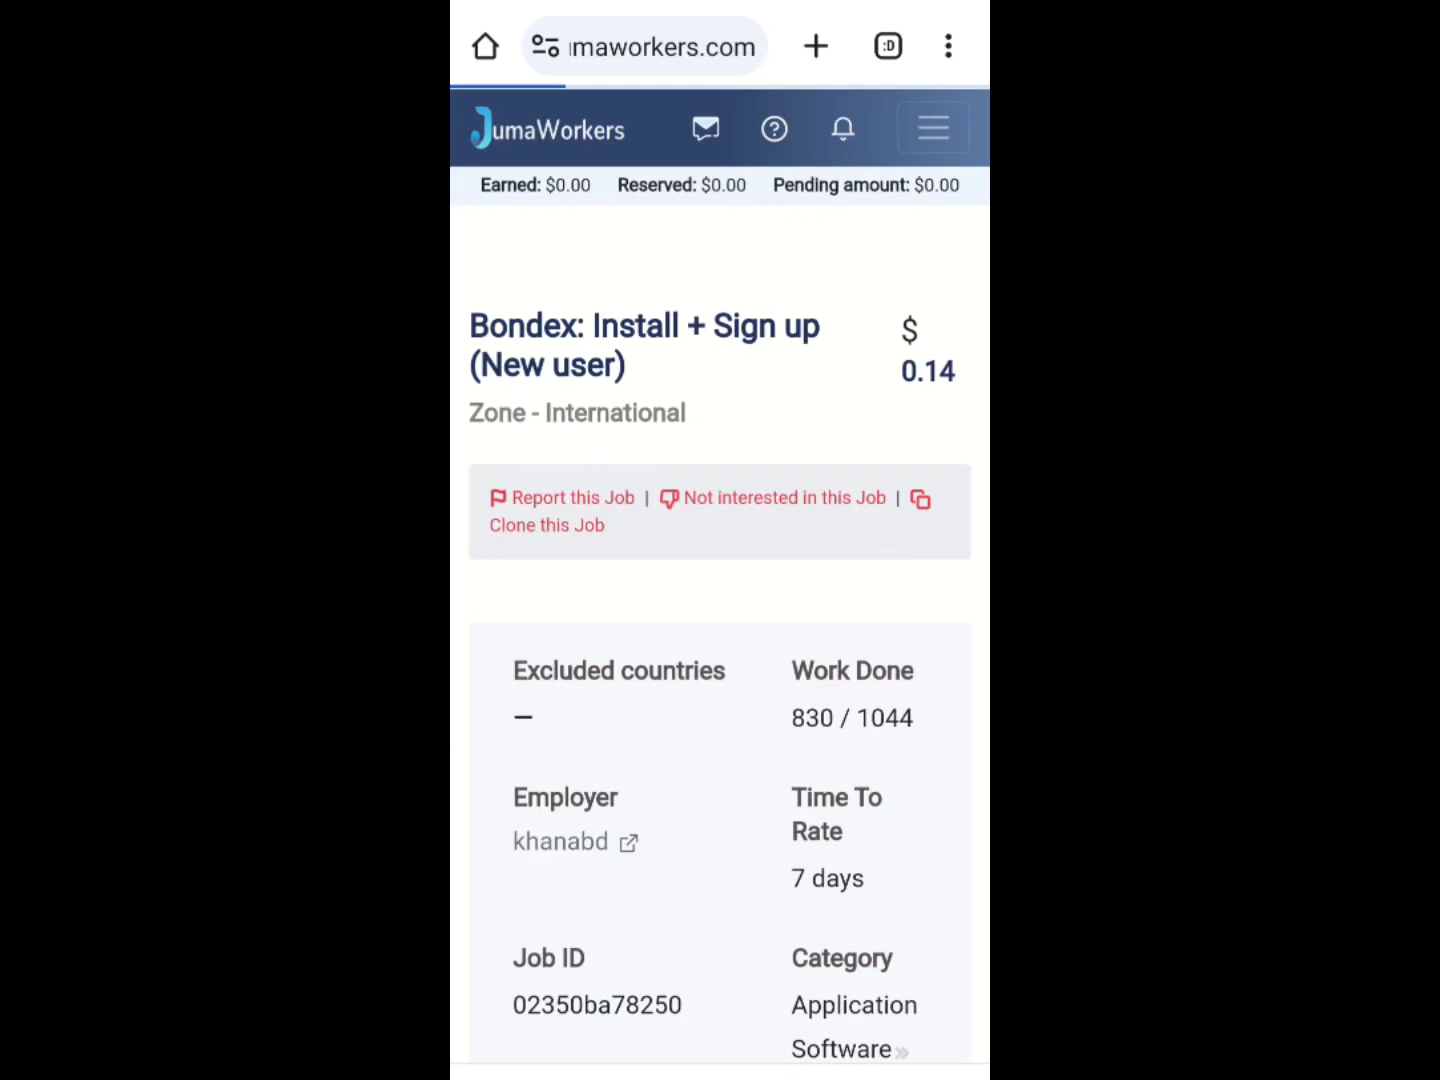 maworkers.com
:D
JumaWorkers
Earned: $0.00 Reserved: $0.00 Pending amount: $0.00
Bondex: Install + Sign up
(New user)
$
0.14
Zone - International
Report this Job | Not interested in this Job |
Clone this Job
Excluded countries
–
Work Done
830 / 1044
Employer
khanabd
Time To
Rate
7 days
Job ID
02350ba78250
Category
Application
Software